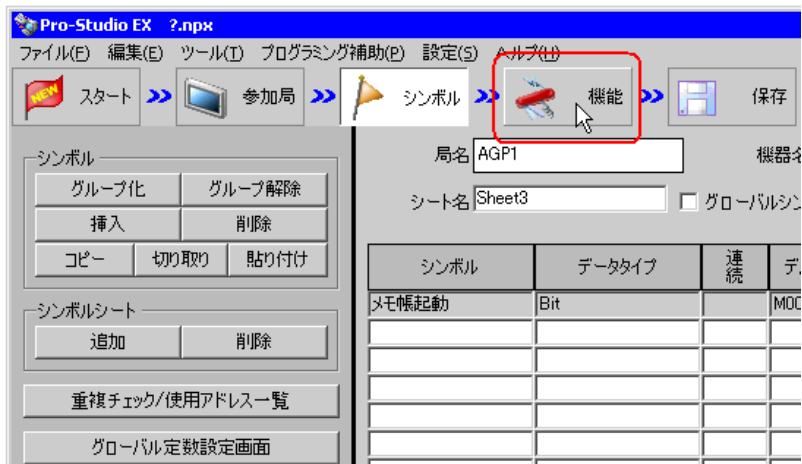 Pro-Studio EX ?.npx
ファイル(F) 編集(E) ツール(T) プログラミング補助(P) 設定(S) ヘルプ(H)
NEW スタート 参加局 シンボル 機能 保存
シンボル
グループ化 グループ解除
挿入 削除
コピー 切り取り 貼り付け
シンボルシート
追加 削除
重複チェック/使用アドレス一覧
グローバル定数設定画面
局名 AGP1 機器名
シート名 Sheet3 グローバルシン
シンボル データタイプ 連続 デ
メモ帳起動 Bit M00